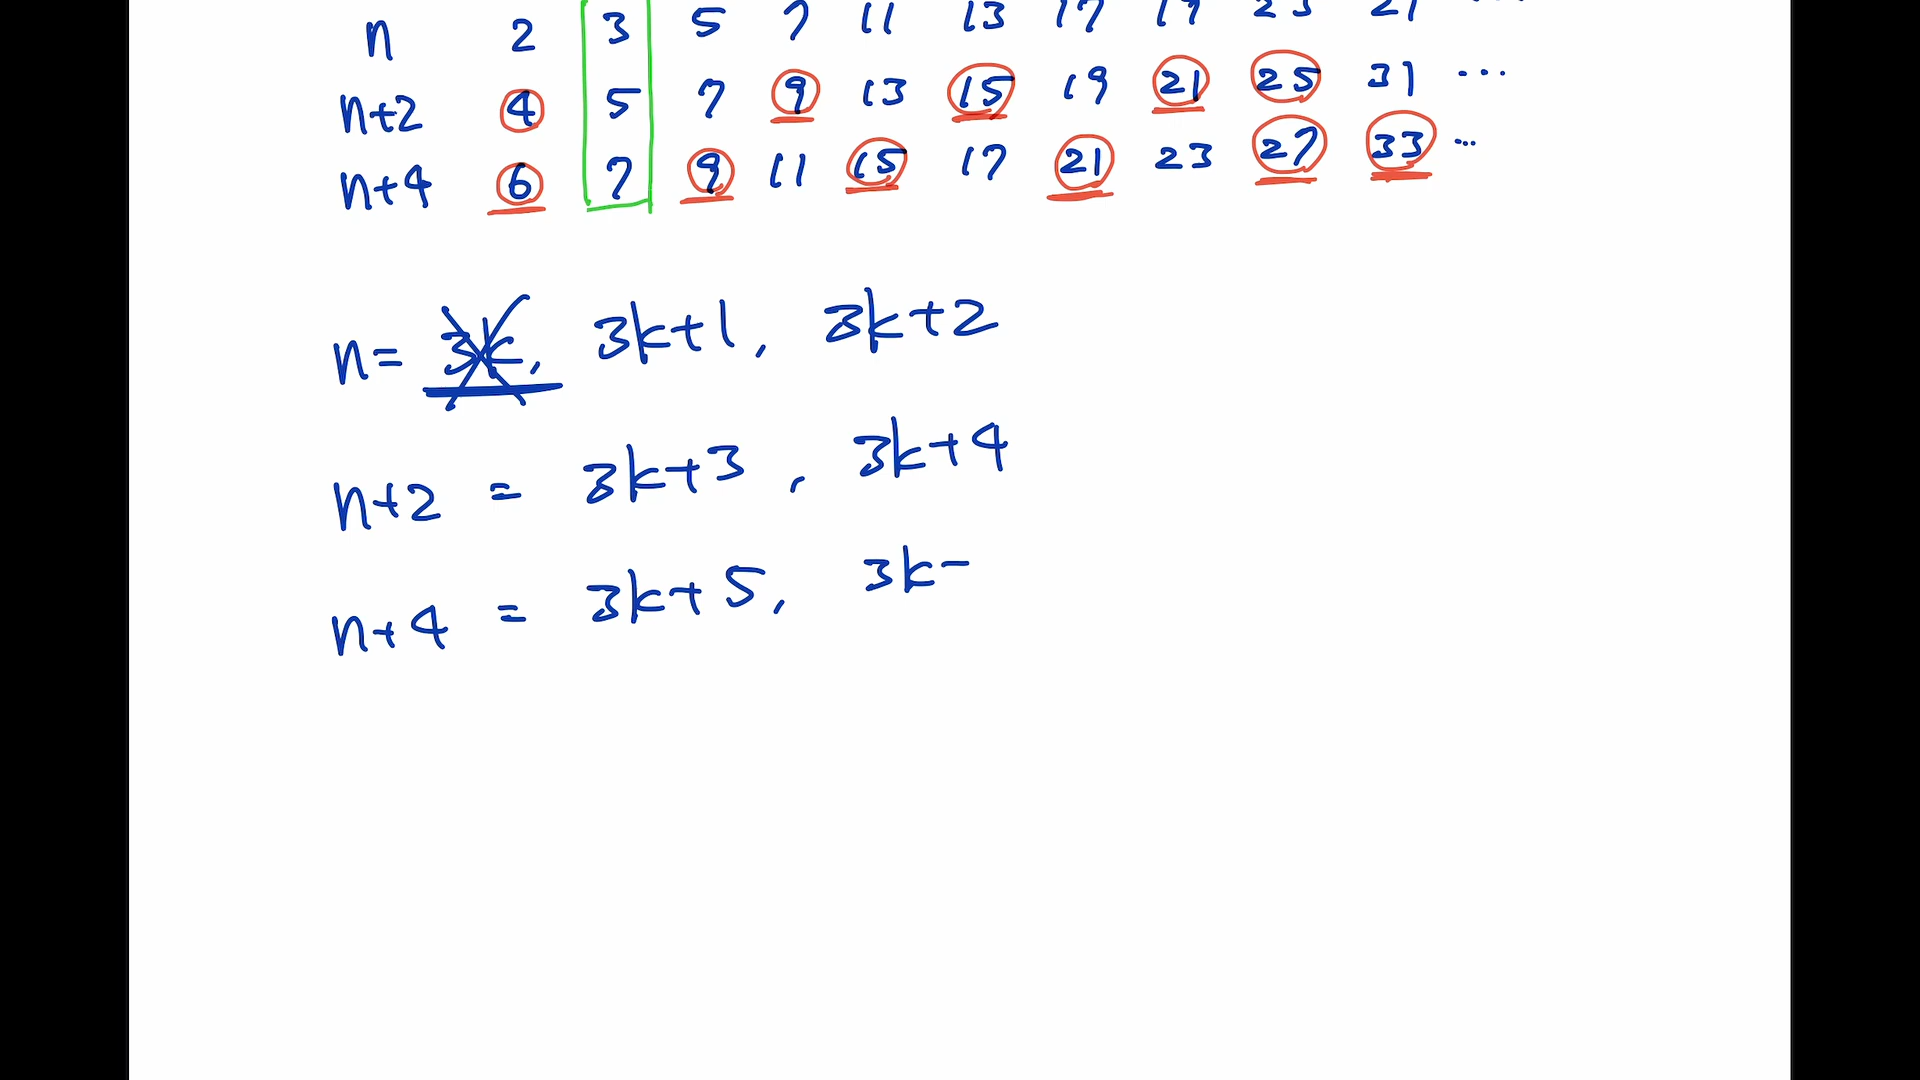 n 2 3 5 7 11 13 17 19 23
n+2 4 5 7 9 13 15 19 21 25 31 ...
n+4 6 7 9 11 15 17 21 23 27 33 ...
n= 3k, 3k+1, 3k+2
n+2 = 3k+3, 3k+4
n+4 = 3k+5, 3k-